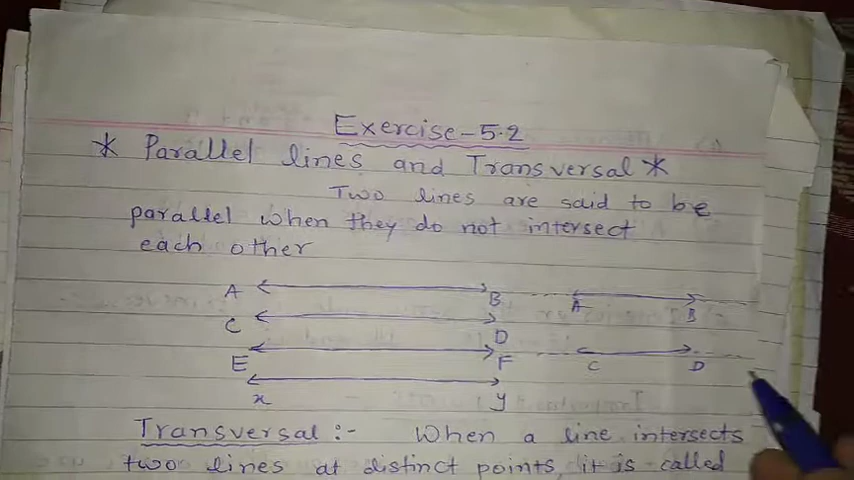 Exercise-5.2
* Parallel lines and Transversal *
Two lines are said to be
parallel when they do not intersect
each other
A B A B
C D
E F C D
x y
Transversal :- When a line intersects
two lines at distinct points, it is called